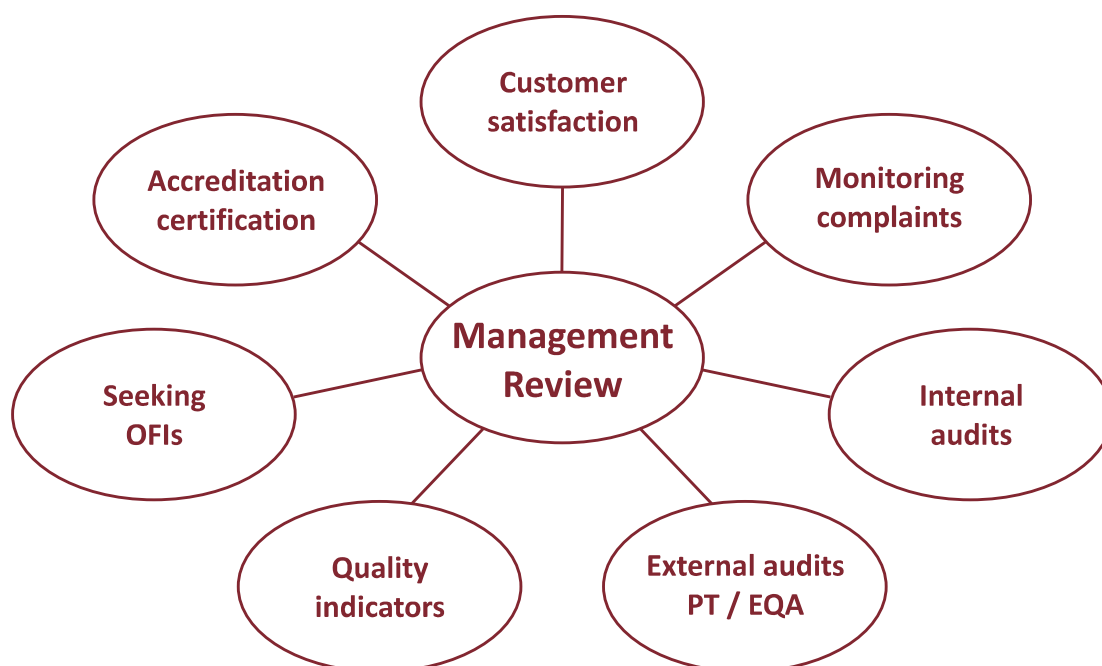 Customer
satisfaction
Accreditation
certification
Monitoring
complaints
Management
Review
Seeking
OFIs
Internal
audits
Quality
indicators
External audits
PT / EQA